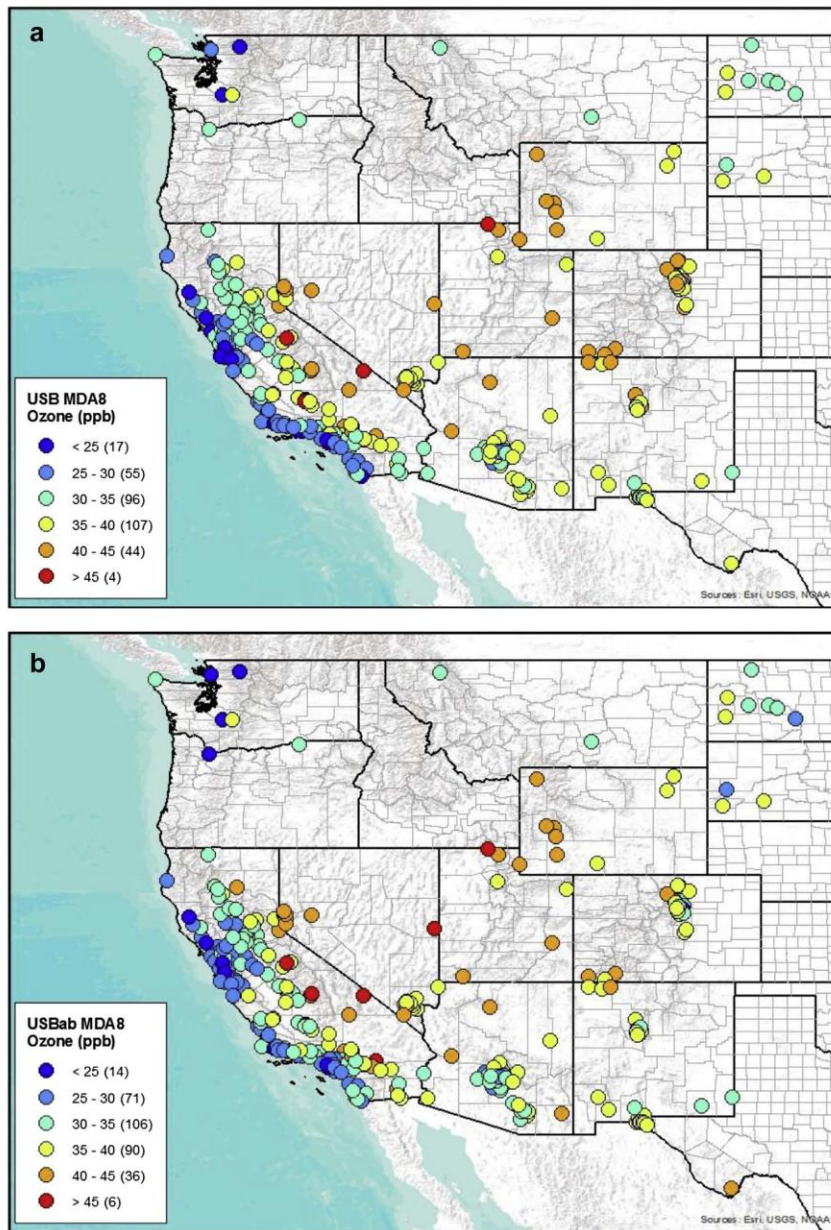 a
USB MDA8
Ozone (ppb)
< 25 (17)
25 - 30 (55)
30 - 35 (96)
35 - 40 (107)
40 - 45 (44)
> 45 (4)
Sources: Esri, USGS, NOAA
b
USBab MDA8
Ozone (ppb)
< 25 (14)
25 - 30 (71)
30 - 35 (106)
35 - 40 (90)
40 - 45 (36)
> 45 (6)
Sources: Esri, USGS, NOAA